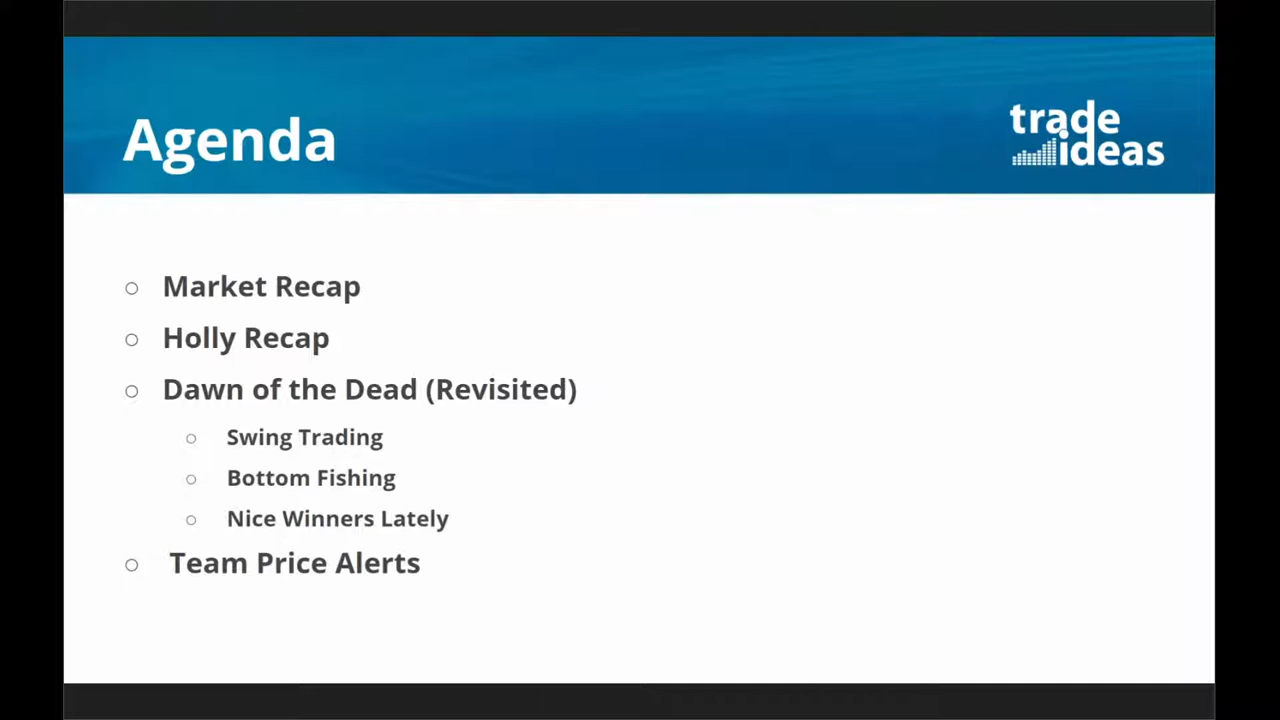 Agenda
trade
ideas
Market Recap
Holly Recap
Dawn of the Dead (Revisited)
Swing Trading
Bottom Fishing
Nice Winners Lately
Team Price Alerts